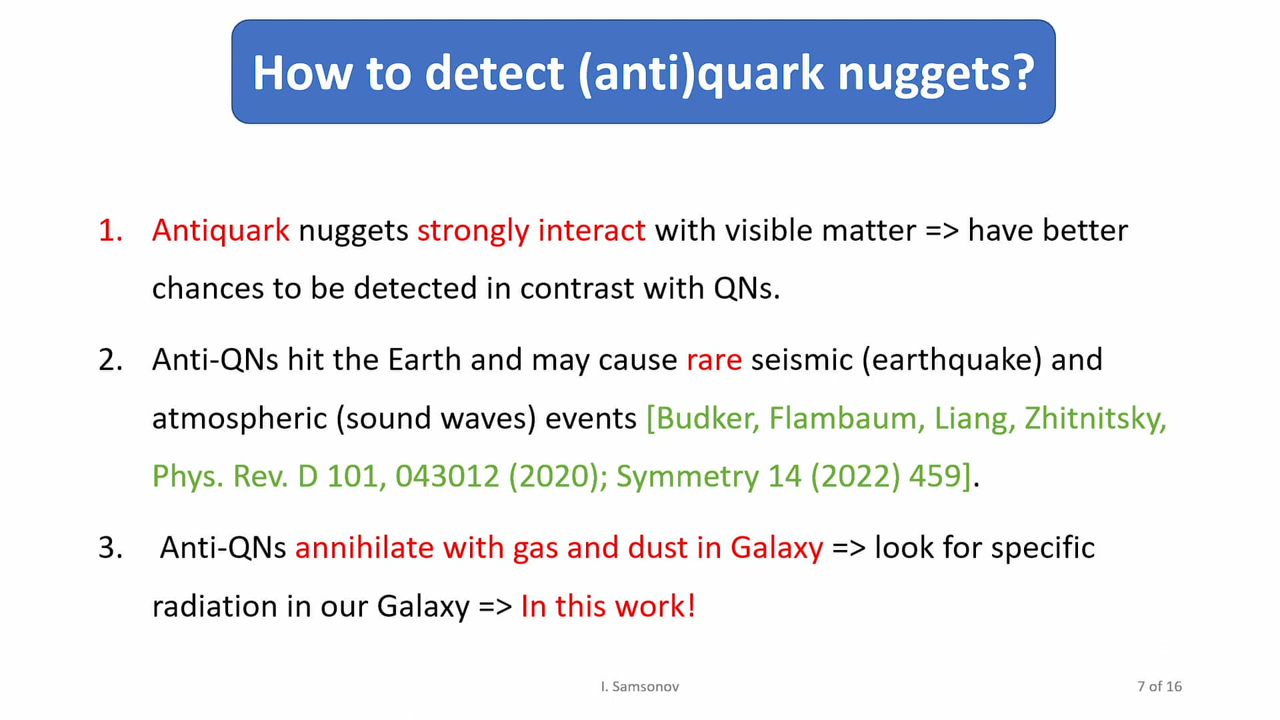 How to detect (anti)quark nuggets?
1. Antiquark nuggets strongly interact with visible matter => have better
chances to be detected in contrast with QNs.
2. Anti-QNs hit the Earth and may cause rare seismic (earthquake) and
atmospheric (sound waves) events [Budker, Flambaum, Liang, Zhitnitsky,
Phys. Rev. D 101, 043012 (2020); Symmetry 14 (2022) 459].
3. Anti-QNs annihilate with gas and dust in Galaxy => look for specific
radiation in our Galaxy => In this work!
I. Samsonov
7 of 16